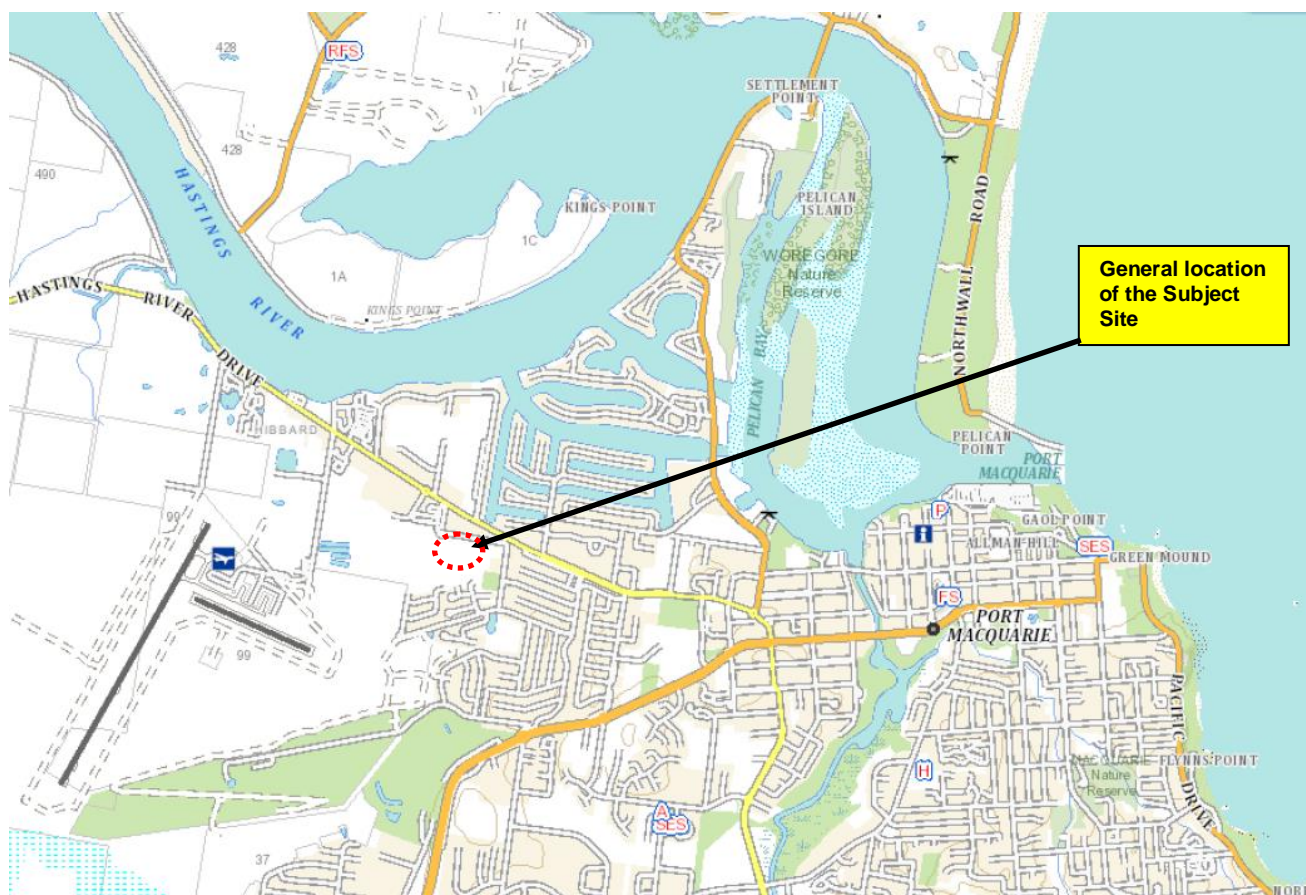 428
RFS
SETTLEMENT
POINT
428
490
HASTINGS
RIVER
KINGS POINT
PELICAN
ISLAND
1C
WOREGORE
Nature
Reserve
NORTH WALL ROAD
General location
of the Subject
Site
1A
HASTINGS RIVER DRIVE
KINGS POINT
PELICAN BAY
HIBBARD
PELICAN
POINT
PORT
MACQUARIE
99
P
GAOL POINT
i
ALLMAN HILL
SES
GREEN MOUND
FS
PORT
MACQUARIE
99
PACIFIC DRIVE
MACQUARIE
Nature
Reserve
FLYNNS POINT
H
A
SES
37